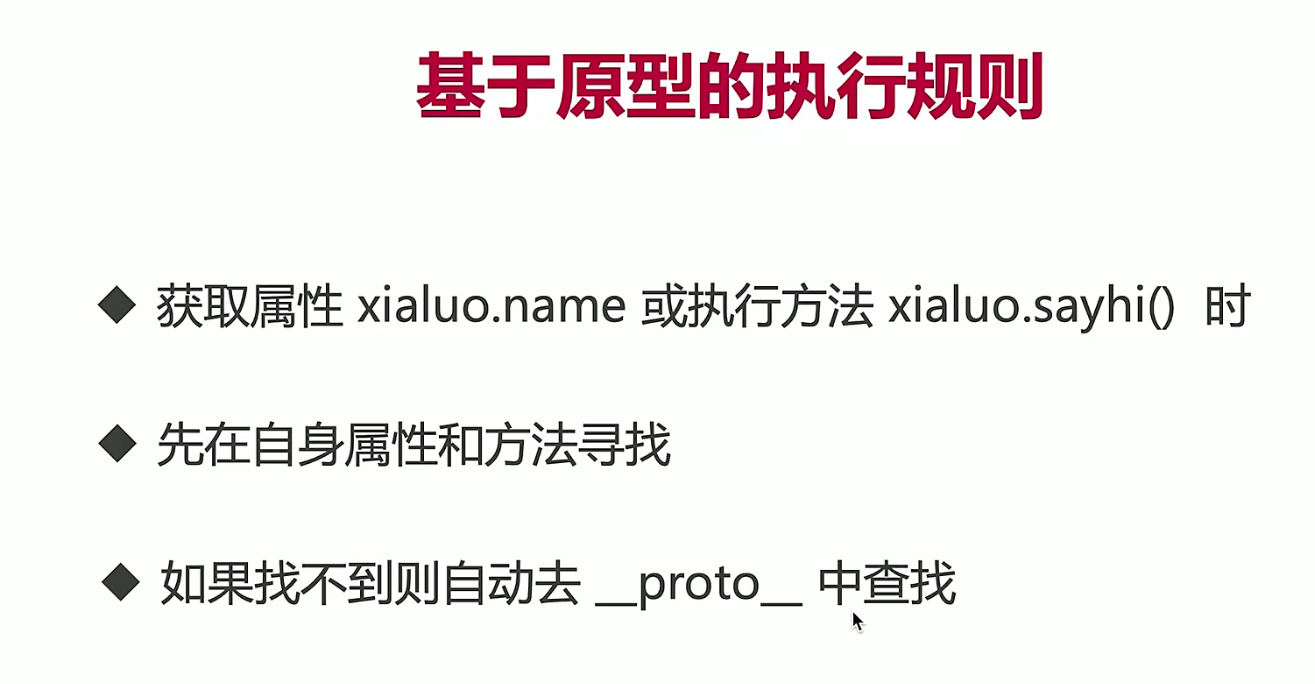 基于原型的执行规则
◆ 获取属性 xialuo.name 或执行方法 xialuo.sayhi() 时
◆ 先在自身属性和方法寻找
◆ 如果找不到则自动去 __proto__ 中查找